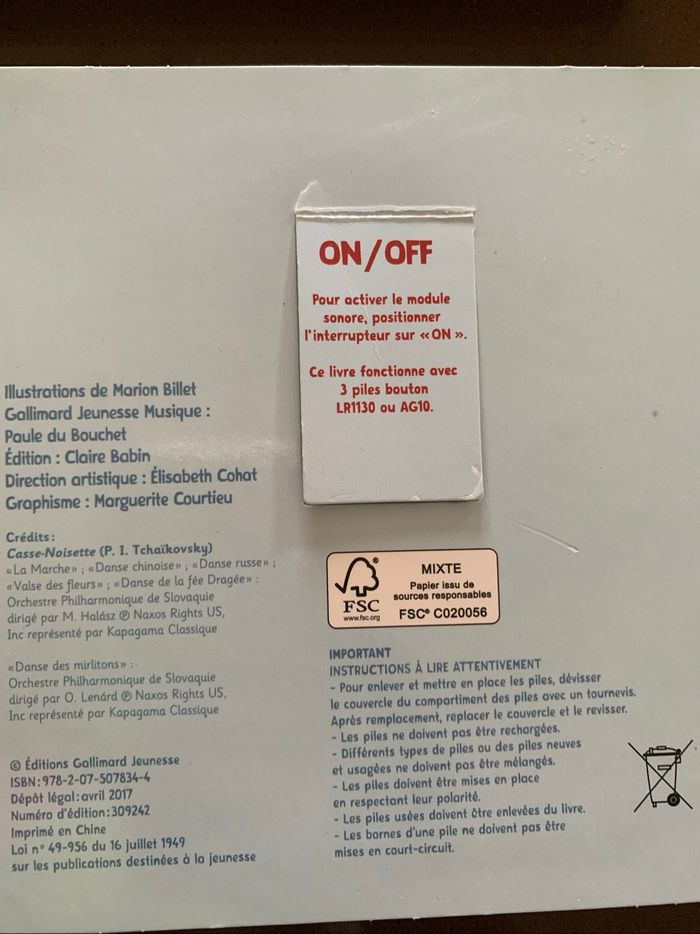 ON/OFF
Pour activer le module
sonore, positionner
l'interrupteur sur «ON».
Ce livre fonctionne avec
3 piles bouton
LR1130 ou AG10.
Illustrations de Marion Billet
Gallimard Jeunesse Musique :
Paule du Bouchet
Édition : Claire Babin
Direction artistique : Élisabeth Cohat
Graphisme : Marguerite Courtieu
Crédits :
Casse-Noisette (P. I. Tchaïkovsky)
«La Marche» ; «Danse chinoise» ; «Danse russe» ;
«Valse des fleurs» ; «Danse de la fée Dragée» :
Orchestre Philharmonique de Slovaquie
dirigé par M. Halász ℗ Naxos Rights US,
Inc représenté par Kapagama Classique
«Danse des mirlitons» :
Orchestre Philharmonique de Slovaquie
dirigé par O. Lenárd ℗ Naxos Rights US,
Inc représenté par Kapagama Classique
© Éditions Gallimard Jeunesse
ISBN : 978-2-07-507834-4
Dépôt légal : avril 2017
Numéro d'édition : 309242
Imprimé en Chine
Loi n° 49-956 du 16 juillet 1949
sur les publications destinées à la jeunesse
FSC
www.fsc.org
MIXTE
Papier issu de
sources responsables
FSC® C020056
IMPORTANT
INSTRUCTIONS À LIRE ATTENTIVEMENT
- Pour enlever et mettre en place les piles, dévisser
le couvercle du compartiment des piles avec un tournevis.
Après remplacement, replacer le couvercle et le revisser.
- Les piles ne doivent pas être rechargées.
- Différents types de piles ou des piles neuves
et usagées ne doivent pas être mélangés.
- Les piles doivent être mises en place
en respectant leur polarité.
- Les piles usées doivent être enlevées du livre.
- Les bornes d'une pile ne doivent pas être
mises en court-circuit.